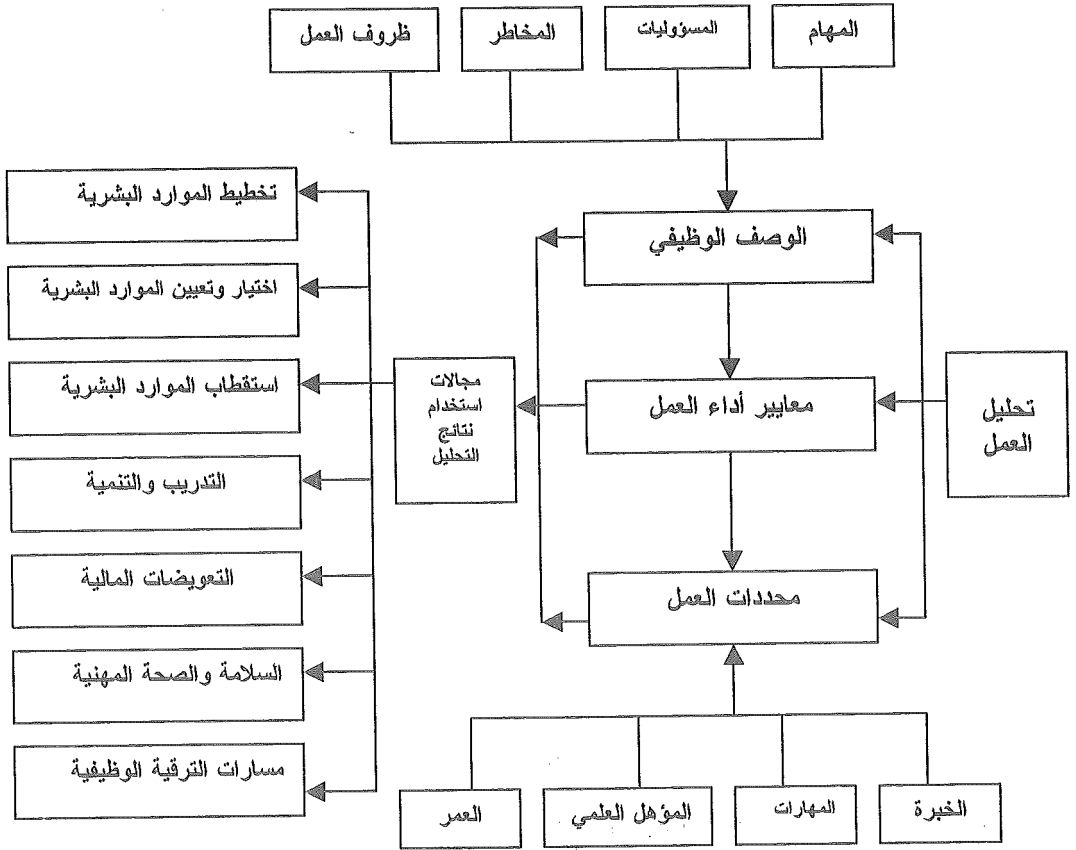 المهام
المسؤوليات
المخاطر
ظروف العمل
الوصف الوظيفي
معايير أداء العمل
محددات العمل
تحليل
العمل
مجالات
استخدام
نتائج
التحليل
تخطيط الموارد البشرية
اختيار وتعيين الموارد البشرية
استقطاب الموارد البشرية
التدريب والتنمية
التعويضات المالية
السلامة والصحة المهنية
مسارات الترقية الوظيفية
الخبرة
المهارات
المؤهل العلمي
العمر